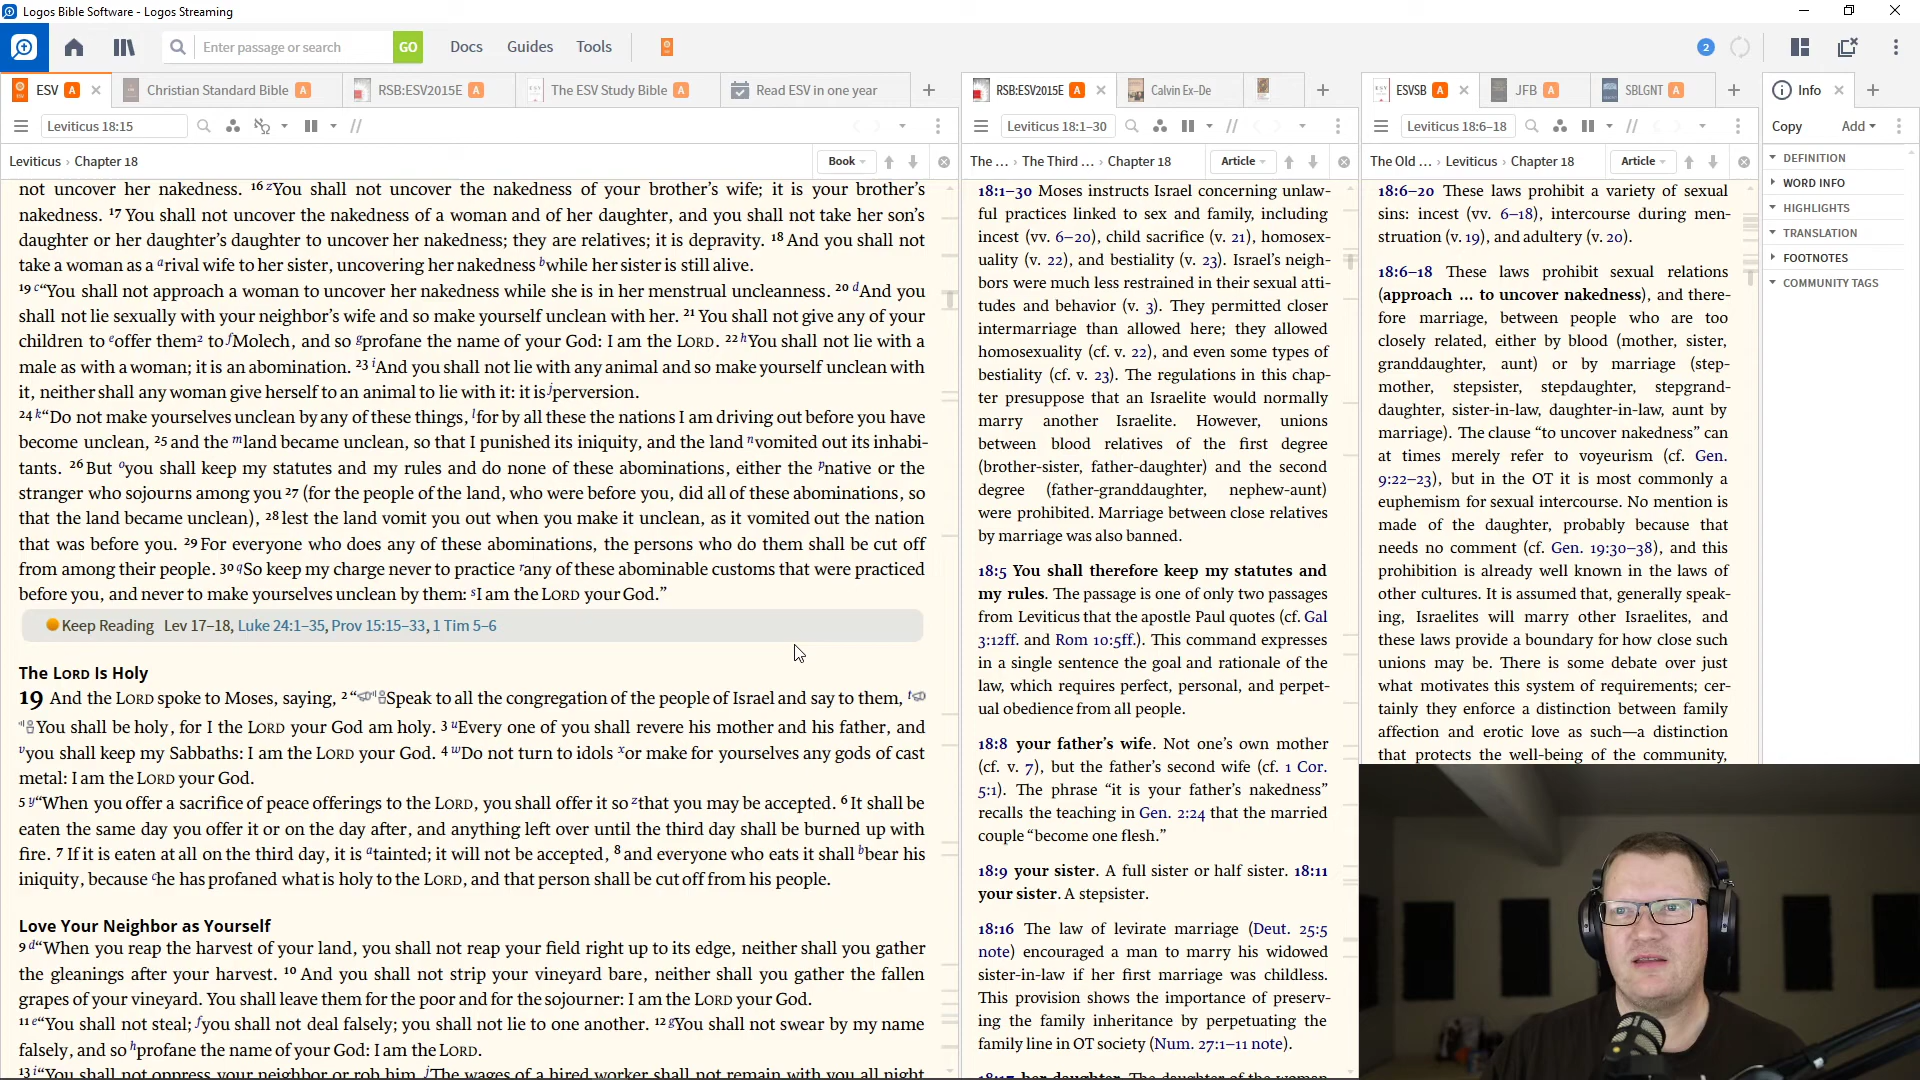 Logos Bible Software - Logos Streaming
Enter passage or search
GO
Docs
Guides
Tools
2
ESV A
Christian Standard Bible A
RSB:ESV2015E A
The ESV Study Bible A
Read ESV in one year
Leviticus 18:15
Leviticus › Chapter 18
Book
not uncover her nakedness. 16 z You shall not uncover the nakedness of your brother's wife; it is your brother's
nakedness. 17 You shall not uncover the nakedness of a woman and of her daughter, and you shall not take her son's
daughter or her daughter's daughter to uncover her nakedness; they are relatives; it is depravity. 18 And you shall not
take a woman as a a rival wife to her sister, uncovering her nakedness b while her sister is still alive.
19 c “You shall not approach a woman to uncover her nakedness while she is in her menstrual uncleanness. 20 d And you
shall not lie sexually with your neighbor's wife and so make yourself unclean with her. 21 You shall not give any of your
children to e offer them 2 to f Molech, and so g profane the name of your God: I am the LORD. 22 h You shall not lie with a
male as with a woman; it is an abomination. 23 i And you shall not lie with any animal and so make yourself unclean with
it, neither shall any woman give herself to an animal to lie with it: it is j perversion.
24 k “Do not make yourselves unclean by any of these things, l for by all these the nations I am driving out before you have
become unclean, 25 and the m land became unclean, so that I punished its iniquity, and the land n vomited out its inhabi-
tants. 26 But o you shall keep my statutes and my rules and do none of these abominations, either the p native or the
stranger who sojourns among you 27 (for the people of the land, who were before you, did all of these abominations, so
that the land became unclean), 28 lest the land vomit you out when you make it unclean, as it vomited out the nation
that was before you. 29 For everyone who does any of these abominations, the persons who do them shall be cut off
from among their people. 30 q So keep my charge never to practice r any of these abominable customs that were practiced
before you, and never to make yourselves unclean by them: s I am the LORD your God.”
Keep Reading Lev 17–18, Luke 24:1–35, Prov 15:15–33, 1 Tim 5–6
The LORD Is Holy
19 And the LORD spoke to Moses, saying, 2 “Speak to all the congregation of the people of Israel and say to them, t
You shall be holy, for I the LORD your God am holy. 3 u Every one of you shall revere his mother and his father, and
v you shall keep my Sabbaths: I am the LORD your God. 4 w Do not turn to idols x or make for yourselves any gods of cast
metal: I am the LORD your God.
5 y “When you offer a sacrifice of peace offerings to the LORD, you shall offer it so z that you may be accepted. 6 It shall be
eaten the same day you offer it or on the day after, and anything left over until the third day shall be burned up with
fire. 7 If it is eaten at all on the third day, it is a tainted; it will not be accepted, 8 and everyone who eats it shall b bear his
iniquity, because c he has profaned what is holy to the LORD, and that person shall be cut off from his people.
Love Your Neighbor as Yourself
9 d “When you reap the harvest of your land, you shall not reap your field right up to its edge, neither shall you gather
the gleanings after your harvest. 10 And you shall not strip your vineyard bare, neither shall you gather the fallen
grapes of your vineyard. You shall leave them for the poor and for the sojourner: I am the LORD your God.
11 e “You shall not steal; f you shall not deal falsely; you shall not lie to one another. 12 g You shall not swear by my name
falsely, and so h profane the name of your God: I am the LORD.
13 i “You shall not oppress your neighbor or rob him. j The wages of a hired worker shall not remain with you all night
RSB:ESV2015E A
Calvin Ex–De
Leviticus 18:1–30
The ... › The Third ... › Chapter 18
Article
18:1–30 Moses instructs Israel concerning unlaw-
ful practices linked to sex and family, including
incest (vv. 6–20), child sacrifice (v. 21), homosex-
uality (v. 22), and bestiality (v. 23). Israel's neigh-
bors were much less restrained in their sexual atti-
tudes and behavior (v. 3). They permitted closer
intermarriage than allowed here; they allowed
homosexuality (cf. v. 22), and even some types of
bestiality (cf. v. 23). The regulations in this chap-
ter presuppose that an Israelite would normally
marry another Israelite. However, unions
between blood relatives of the first degree
(brother-sister, father-daughter) and the second
degree (father-granddaughter, nephew-aunt)
were prohibited. Marriage between close relatives
by marriage was also banned.
18:5 You shall therefore keep my statutes and
my rules. The passage is one of only two passages
from Leviticus that the apostle Paul quotes (cf. Gal
3:12ff. and Rom 10:5ff.). This command expresses
in a single sentence the goal and rationale of the
law, which requires perfect, personal, and perpet-
ual obedience from all people.
18:8 your father's wife. Not one's own mother
(cf. v. 7), but the father's second wife (cf. 1 Cor.
5:1). The phrase “it is your father's nakedness”
recalls the teaching in Gen. 2:24 that the married
couple “become one flesh.”
18:9 your sister. A full sister or half sister. 18:11
your sister. A stepsister.
18:16 The law of levirate marriage (Deut. 25:5
note) encouraged a man to marry his widowed
sister-in-law if her first marriage was childless.
This provision shows the importance of preserv-
ing the family inheritance by perpetuating the
family line in OT society (Num. 27:1–11 note).
18:17 her daughter. The daughter of the woman
ESVSB A
JFB A
SBLGNT A
Leviticus 18:6–18
The Old ... › Leviticus › Chapter 18
Article
18:6–20 These laws prohibit a variety of sexual
sins: incest (vv. 6–18), intercourse during men-
struation (v. 19), and adultery (v. 20).
18:6–18 These laws prohibit sexual relations
(approach ... to uncover nakedness), and there-
fore marriage, between people who are too
closely related, either by blood (mother, sister,
granddaughter, aunt) or by marriage (step-
mother, stepsister, stepdaughter, stepgrand-
daughter, sister-in-law, daughter-in-law, aunt by
marriage). The clause “to uncover nakedness” can
at times merely refer to voyeurism (cf. Gen.
9:22–23), but in the OT it is most commonly a
euphemism for sexual intercourse. No mention is
made of the daughter, probably because that
needs no comment (cf. Gen. 19:30–38), and this
prohibition is already well known in the laws of
other cultures. It is assumed that, generally speak-
ing, Israelites will marry other Israelites, and
these laws provide a boundary for how close such
unions may be. There is some debate over just
what motivates this system of requirements; cer-
tainly they enforce a distinction between family
affection and erotic love as such—a distinction
that protects the well-being of the community,
Info
Copy
Add
DEFINITION
WORD INFO
HIGHLIGHTS
TRANSLATION
FOOTNOTES
COMMUNITY TAGS